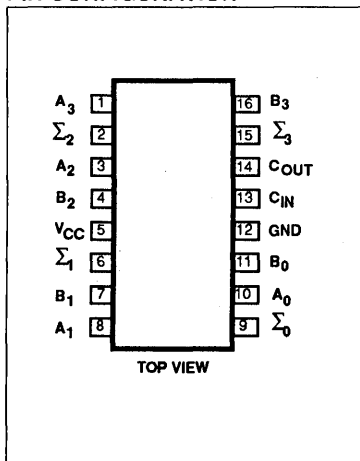 A3 1 16 B3
Σ2 2 15 Σ3
A2 3 14 COUT
B2 4 13 CIN
VCC 5 12 GND
Σ1 6 11 B0
B1 7 10 A0
A1 8 9 Σ0
TOP VIEW